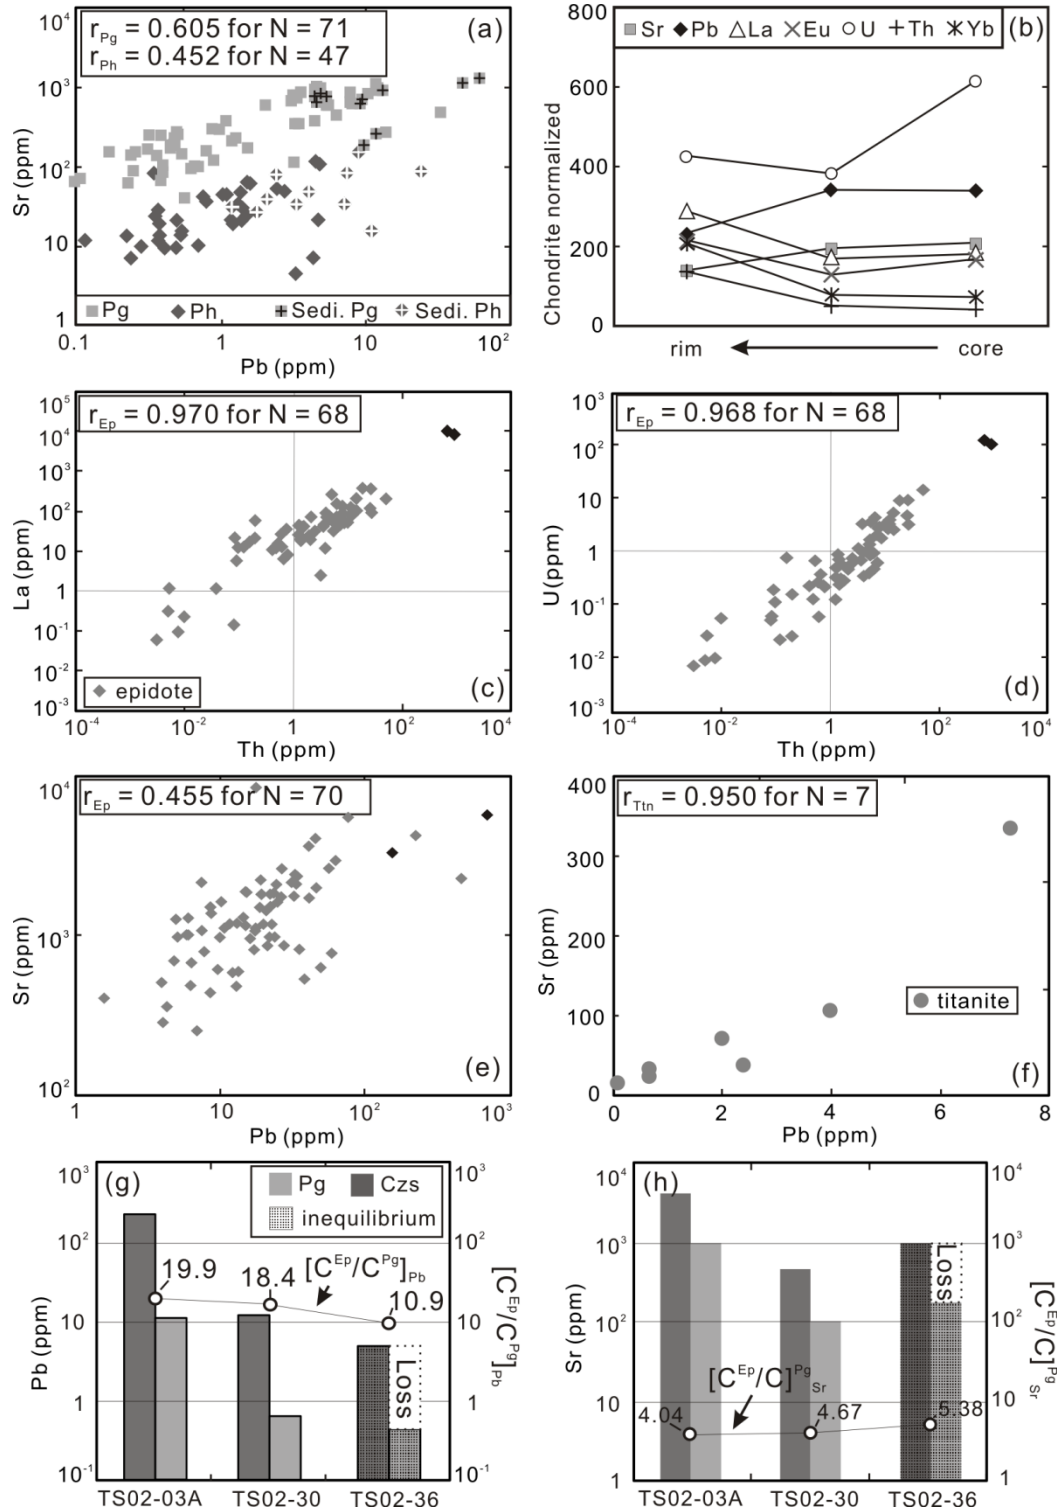 (a)
r_Pg = 0.605 for N = 71
r_Ph = 0.452 for N = 47
10^4
10^3
10^2
10
1
Sr (ppm)
Pg Ph Sedi. Pg Sedi. Ph
0.1 1 10 10^2
Pb (ppm)
(b)
Sr Pb La Eu U Th Yb
800
600
400
200
0
Chondrite normalized
rim core
(c)
r_Ep = 0.970 for N = 68
10^5
10^4
10^3
10^2
10
1
10^-1
10^-2
10^-3
La (ppm)
epidote
10^-4 10^-2 1 10^2 10^4
Th (ppm)
(d)
r_Ep = 0.968 for N = 68
10^3
10^2
10
1
10^-1
10^-2
10^-3
U(ppm)
10^-4 10^-2 1 10^2 10^4
Th (ppm)
(e)
r_Ep = 0.455 for N = 70
10^4
10^3
10^2
Sr (ppm)
1 10 10^2 10^3
Pb (ppm)
(f)
r_Ttn = 0.950 for N = 7
400
300
200
100
0
Sr (ppm)
titanite
0 2 4 6 8
Pb (ppm)
(g)
Pg Czs
inequilibrium
10^3
10^2
10
1
10^-1
Pb (ppm)
19.9 18.4 10.9
[C^Ep/C^Pg]_Pb
Loss
10^3
10^2
10
1
10^-1
[C^Ep/C^Pg]_Pb
TS02-03A TS02-30 TS02-36
(h)
10^4
10^3
10^2
10
1
Sr (ppm)
Loss
[C^Ep/C]^Pg_Sr
4.04 4.67 5.38
10^4
10^3
10^2
10
1
[C^Ep/C]^Pg_Sr
TS02-03A TS02-30 TS02-36